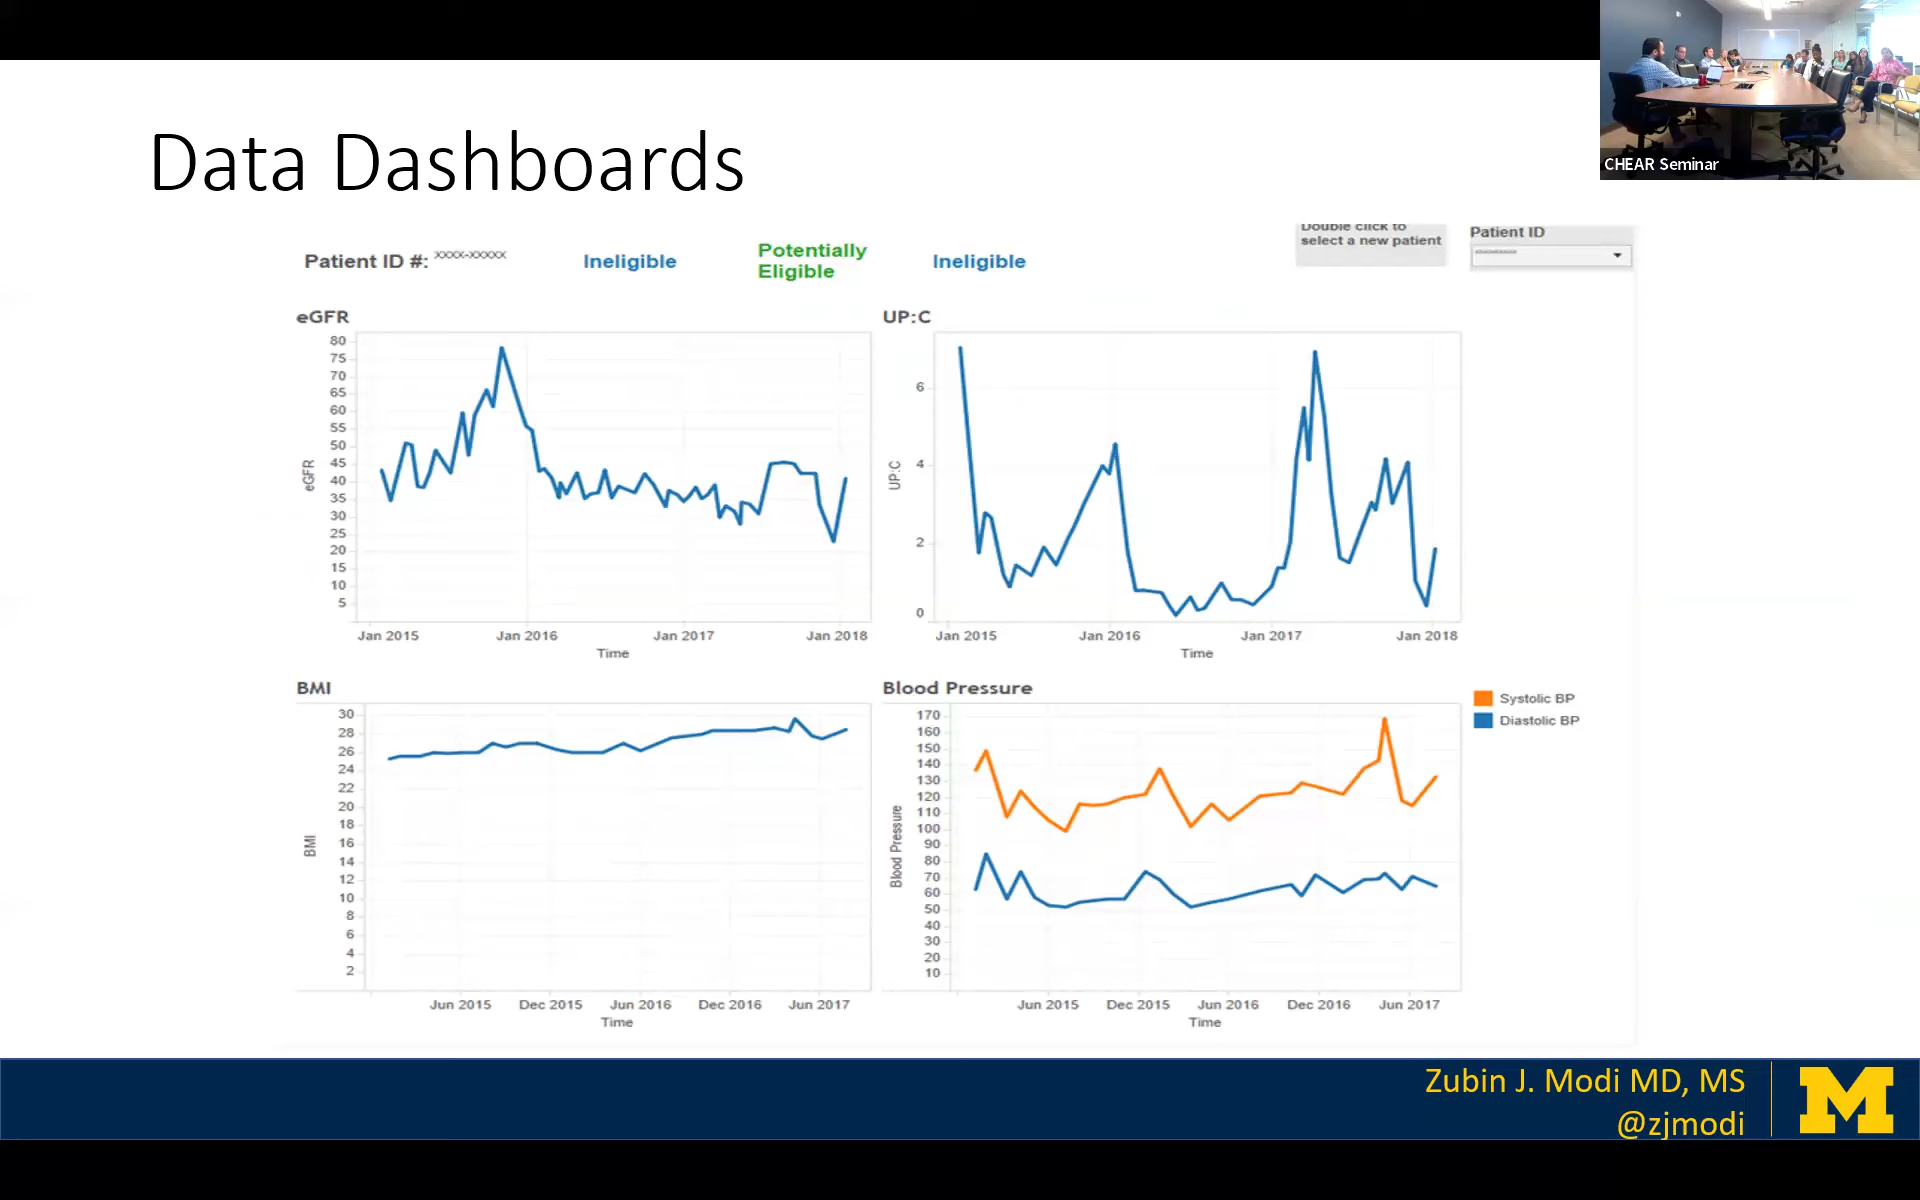 CHEAR Seminar
Data Dashboards
Double click to
select a new patient
Patient ID
Patient ID #: xxxx-xxxxx
Ineligible
Potentially
Eligible
Ineligible
eGFR
80
75
70
65
60
55
50
45
40
35
30
25
20
15
10
5
eGFR
Jan 2015 Jan 2016 Jan 2017 Jan 2018
Time
UP:C
6
4
2
0
UP:C
Jan 2015 Jan 2016 Jan 2017 Jan 2018
Time
BMI
30
28
26
24
22
20
18
16
14
12
10
8
6
4
2
BMI
Jun 2015 Dec 2015 Jun 2016 Dec 2016 Jun 2017
Time
Blood Pressure
170
160
150
140
130
120
110
100
90
80
70
60
50
40
30
20
10
Blood Pressure
Jun 2015 Dec 2015 Jun 2016 Dec 2016 Jun 2017
Time
Systolic BP
Diastolic BP
Zubin J. Modi MD, MS
@zjmodi
M